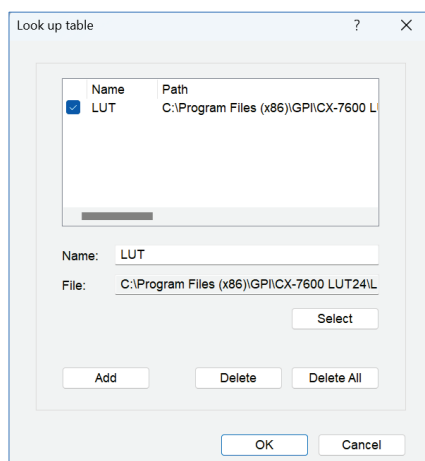 Look up table
Name Path
LUT C:\Program Files (x86)\GPI\CX-7600 L
Name: LUT
File: C:\Program Files (x86)\GPI\CX-7600 LUT24\L
Select
Add Delete Delete All
OK Cancel